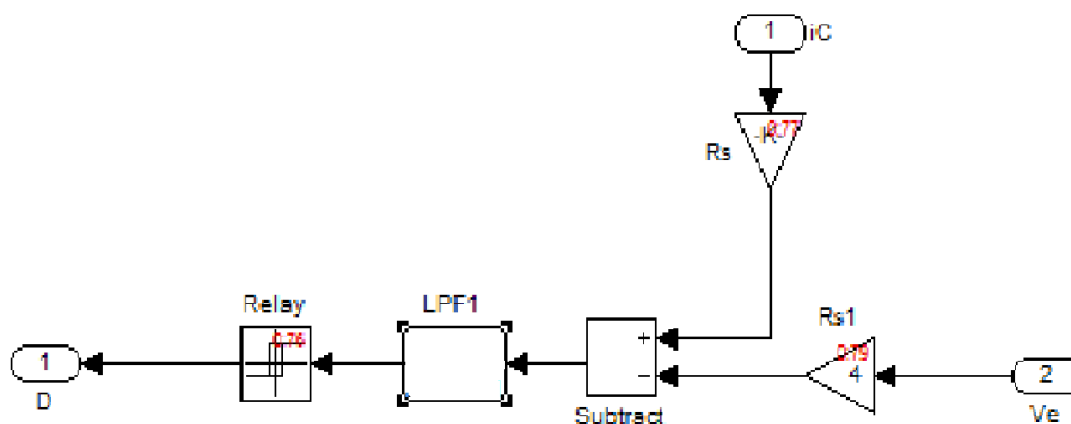 1 iC
-K-
0.77
Rs
Relay
LPF1
Rs1
0.76
+
0.79
1
−
4
2
D
Subtract
Ve